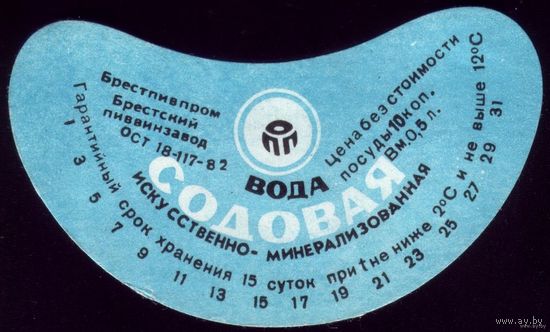 Брестпивпром
Брестский
пиввинзавод
ОСТ 18-117-82
Цена без стоимости
посуды 10 коп.
Вм. 0,5 л.
ВОДА
СОДОВАЯ
ИСКУССТВЕННО- МИНЕРАЛИЗОВАННАЯ
Гарантийный срок хранения 15 суток при t не ниже 2°С и не выше 12°С
1 3 5 7 9 11 13 15 17 19 21 23 25 27 29 31
www.ay.by